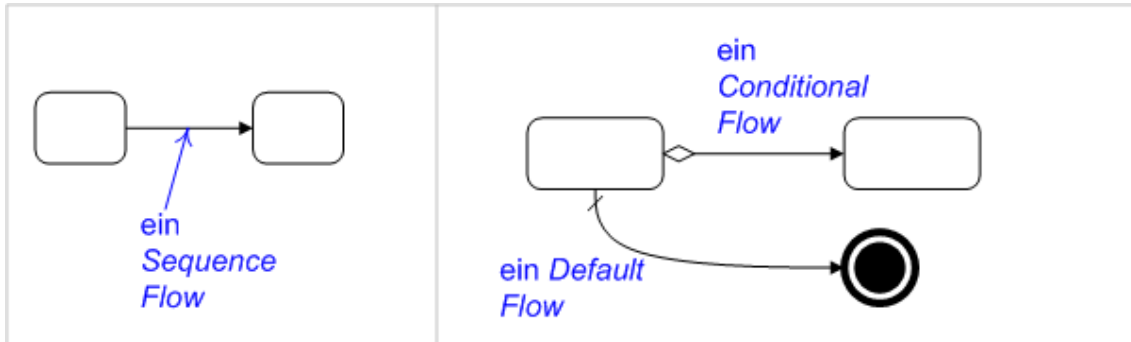 ein
Sequence
Flow
ein
Conditional
Flow
ein Default
Flow